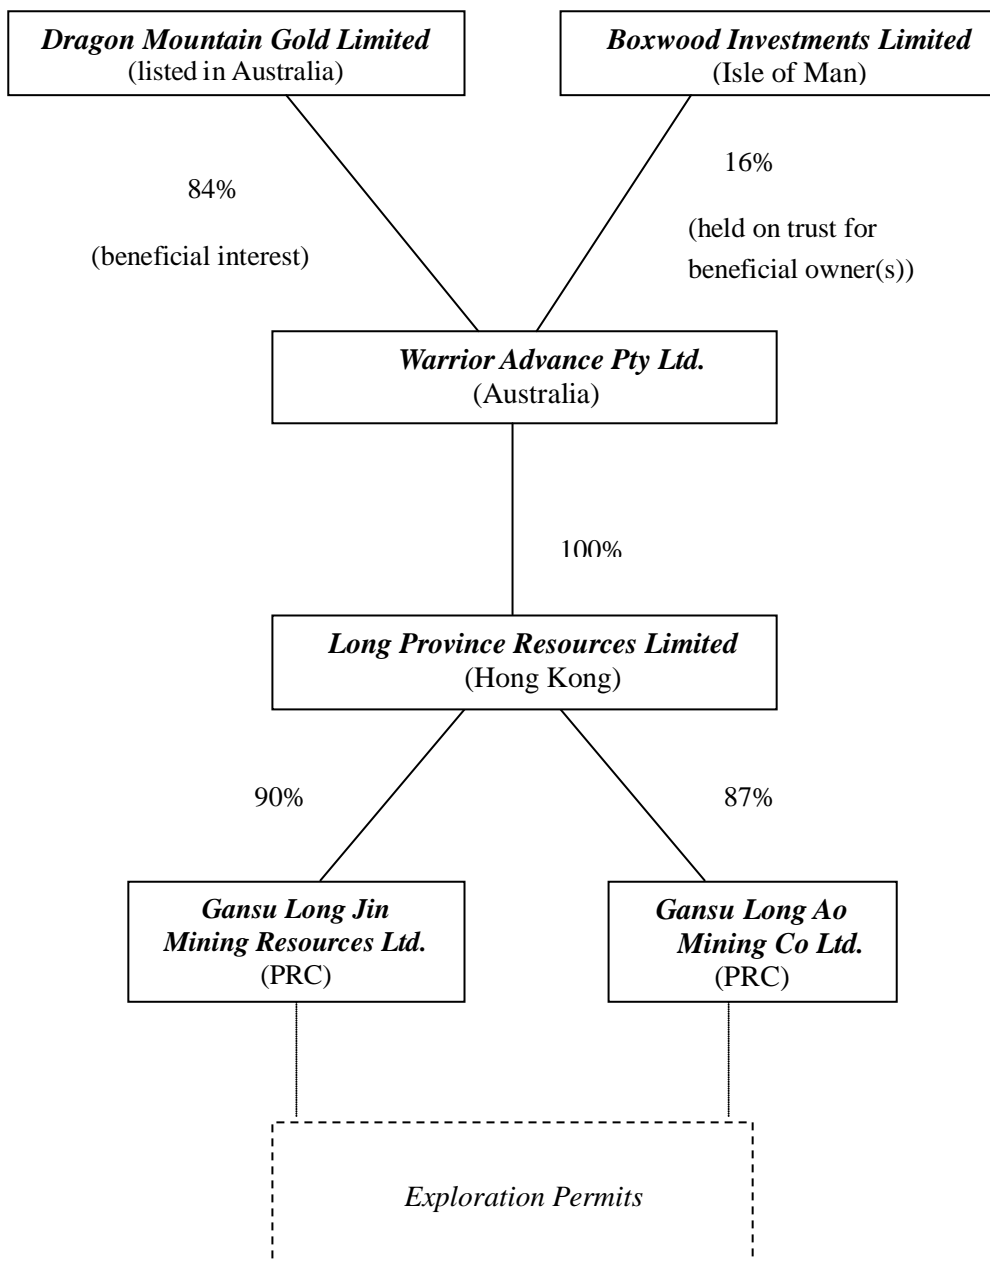 Dragon Mountain Gold Limited
(listed in Australia)
Boxwood Investments Limited
(Isle of Man)
84%
(beneficial interest)
16%
(held on trust for
beneficial owner(s))
Warrior Advance Pty Ltd.
(Australia)
100%
Long Province Resources Limited
(Hong Kong)
90%
87%
Gansu Long Jin
Mining Resources Ltd.
(PRC)
Gansu Long Ao
Mining Co Ltd.
(PRC)
Exploration Permits